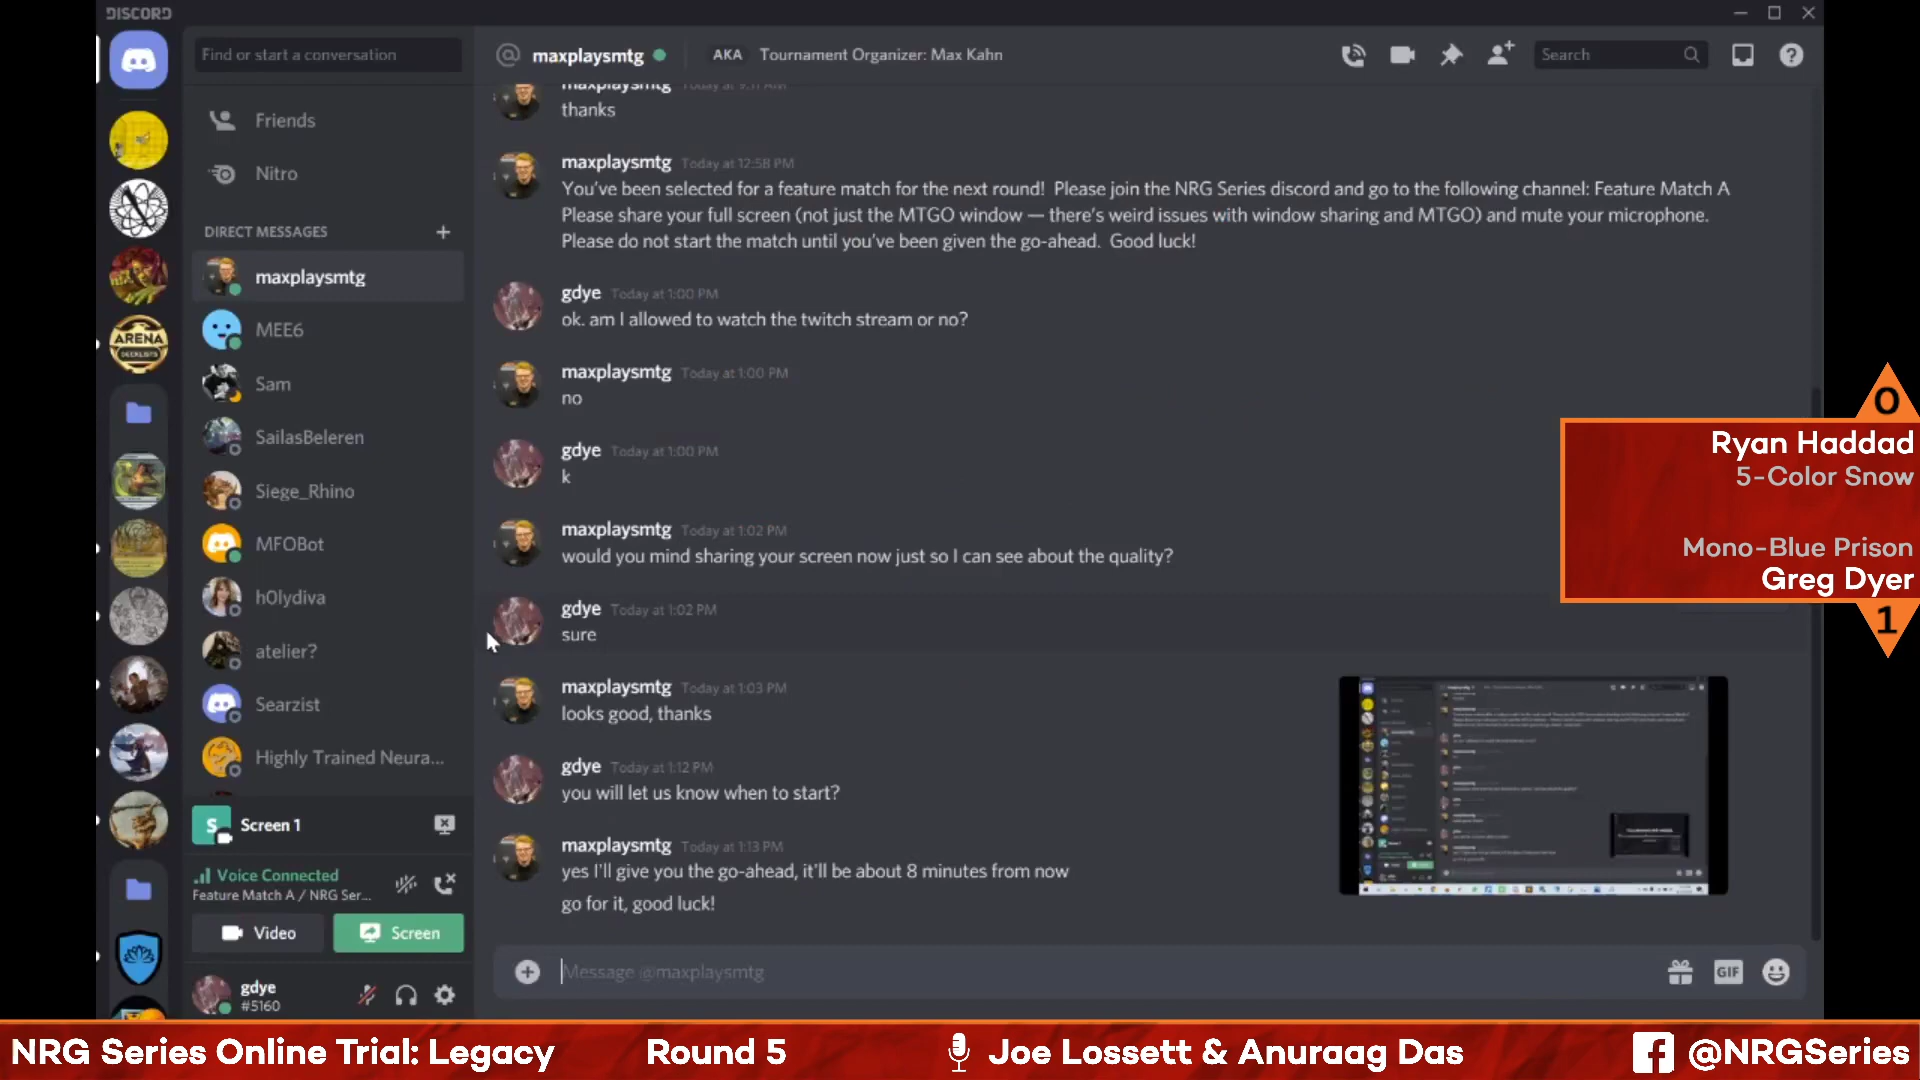 DISCORD
Find or start a conversation
maxplaysmtg
AKA Tournament Organizer: Max Kahn
Search
Friends
Nitro
DIRECT MESSAGES
maxplaysmtg
MEE6
Sam
SailasBeleren
Siege_Rhino
MFOBot
h0lydiva
atelier?
Searzist
Highly Trained Neura...
ARENA
DECKLISTS
Screen 1
Voice Connected
Feature Match A / NRG Ser...
Video
Screen
gdye
#5160
maxplaysmtg Today at 9:11 AM
thanks
maxplaysmtg Today at 12:58 PM
You've been selected for a feature match for the next round! Please join the NRG Series discord and go to the following channel: Feature Match A
Please share your full screen (not just the MTGO window — there's weird issues with window sharing and MTGO) and mute your microphone.
Please do not start the match until you've been given the go-ahead. Good luck!
gdye Today at 1:00 PM
ok. am I allowed to watch the twitch stream or no?
maxplaysmtg Today at 1:00 PM
no
gdye Today at 1:00 PM
k
maxplaysmtg Today at 1:02 PM
would you mind sharing your screen now just so I can see about the quality?
gdye Today at 1:02 PM
sure
maxplaysmtg Today at 1:03 PM
looks good, thanks
gdye Today at 1:12 PM
you will let us know when to start?
maxplaysmtg Today at 1:13 PM
yes I'll give you the go-ahead, it'll be about 8 minutes from now
go for it, good luck!
Message @maxplaysmtg
GIF
0
Ryan Haddad
5-Color Snow
Mono-Blue Prison
Greg Dyer
1
NRG Series Online Trial: Legacy
Round 5
Joe Lossett & Anuraag Das
@NRGSeries